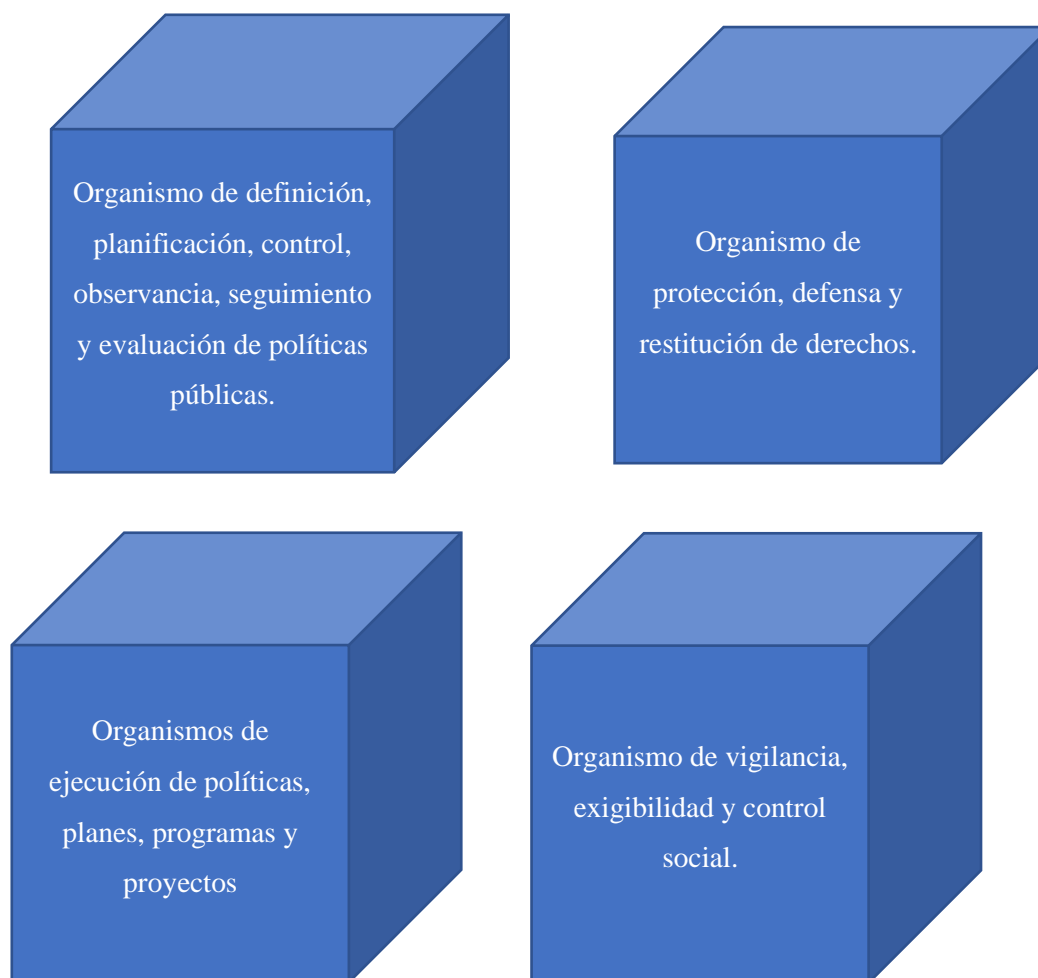 Organismo de definición,
planificación, control,
observancia, seguimiento
y evaluación de políticas
públicas.
Organismo de
protección, defensa y
restitución de derechos.
Organismos de
ejecución de políticas,
planes, programas y
proyectos
Organismo de vigilancia,
exigibilidad y control
social.